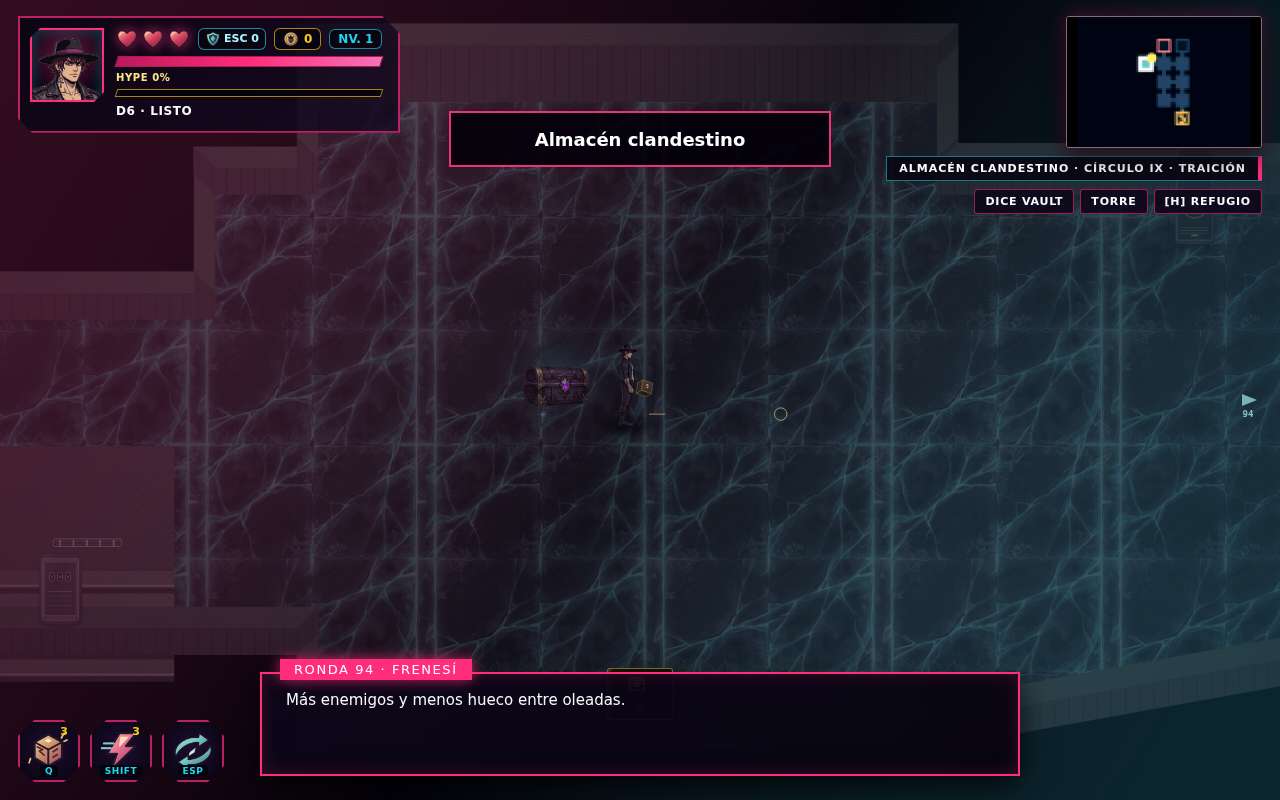 ESC 0
0
NV. 1
HYPE 0%
D6 · LISTO
Almacén clandestino
ALMACÉN CLANDESTINO · CÍRCULO IX · TRAICIÓN
DICE VAULT
TORRE
[H] REFUGIO
94
RONDA 94 · FRENESÍ
Más enemigos y menos hueco entre oleadas.
3
Q
3
SHIFT
ESP